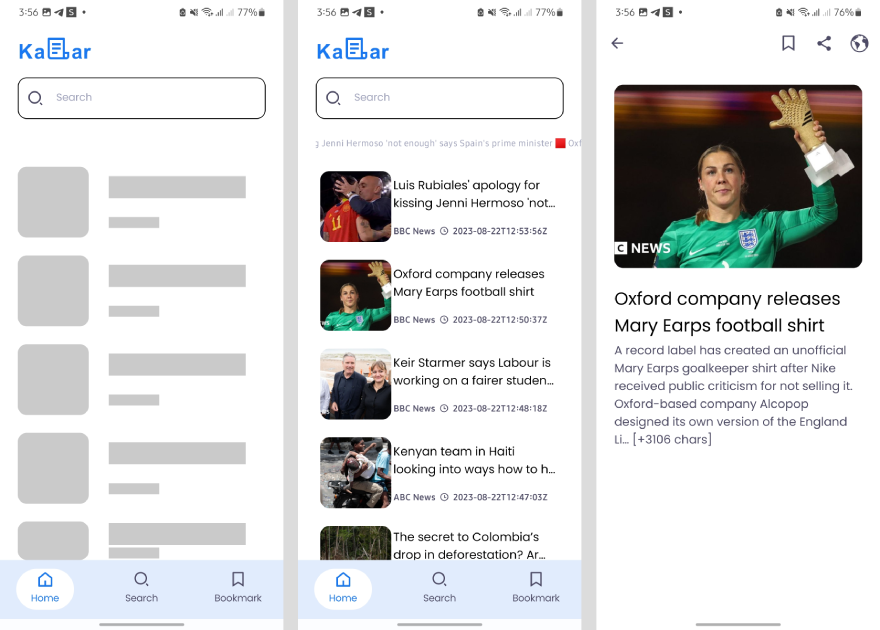 3:56 S • 77%
Kabar
Search
Home Search Bookmark
3:56 S • 77%
Kabar
Search
g Jenni Hermoso 'not enough' says Spain's prime minister 🟥 Oxf
Luis Rubiales' apology for
kissing Jenni Hermoso 'not...
BBC News 2023-08-22T12:53:56Z
Oxford company releases
Mary Earps football shirt
BBC News 2023-08-22T12:50:37Z
Keir Starmer says Labour is
working on a fairer studen...
BBC News 2023-08-22T12:48:18Z
Kenyan team in Haiti
looking into ways how to h...
ABC News 2023-08-22T12:47:03Z
The secret to Colombia's
drop in deforestation? Ar...
Home Search Bookmark
3:56 S • 76%
C NEWS
Oxford company releases
Mary Earps football shirt
A record label has created an unofficial
Mary Earps goalkeeper shirt after Nike
received public criticism for not selling it.
Oxford-based company Alcopop
designed its own version of the England
Li… [+3106 chars]